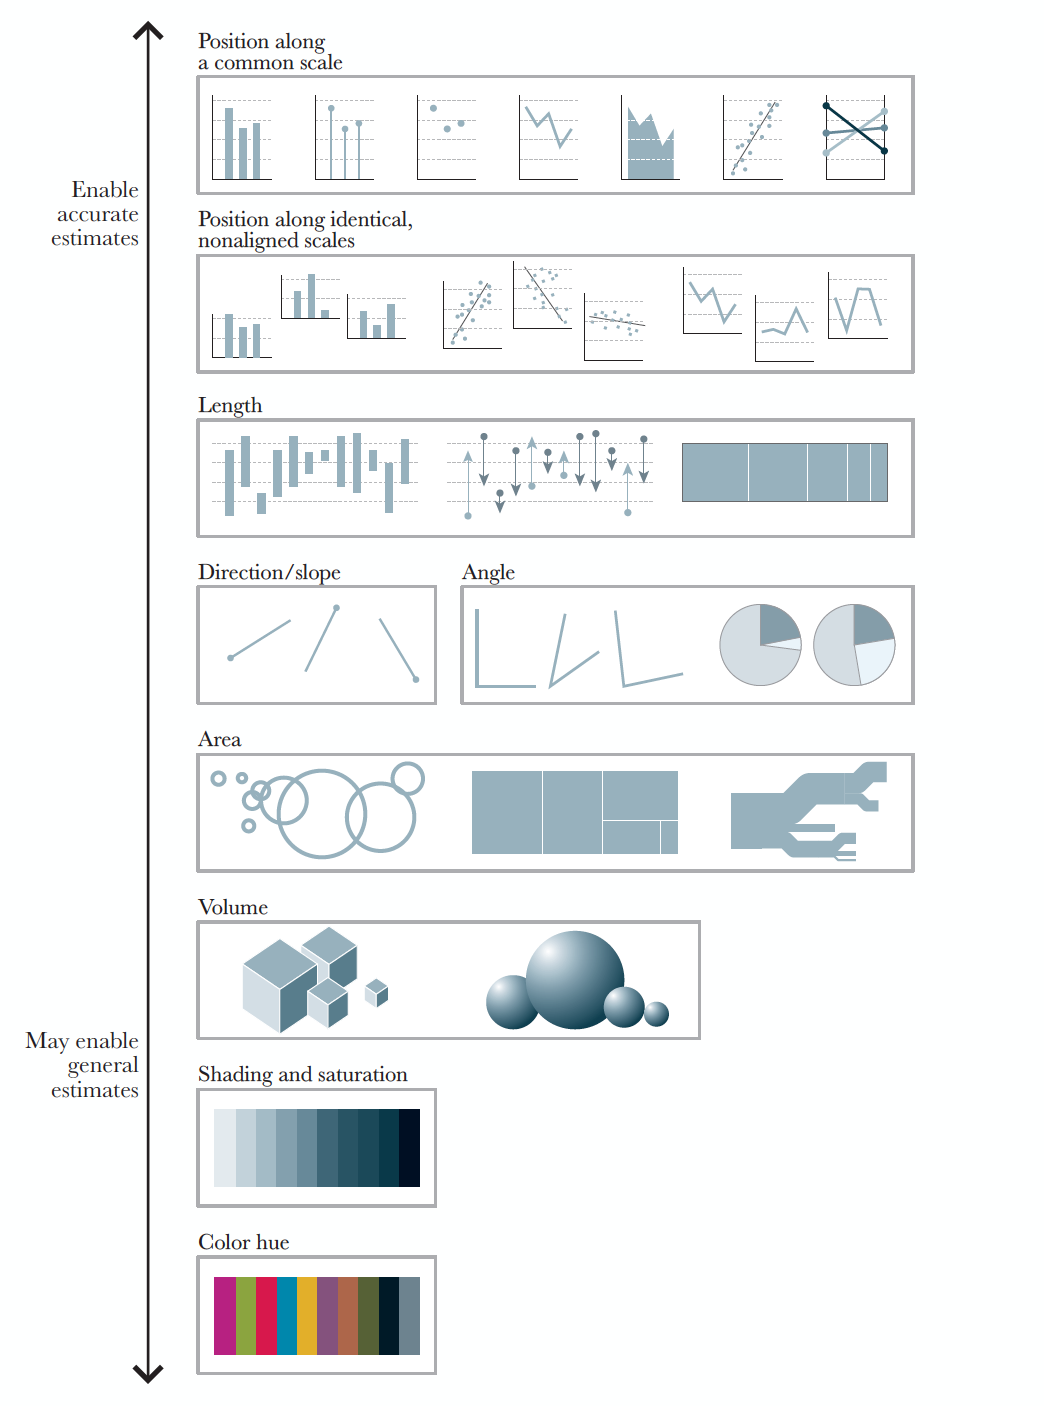 Position along
a common scale
Enable
accurate
estimates
Position along identical,
nonaligned scales
Length
Direction/slope
Angle
Area
Volume
May enable
general
estimates
Shading and saturation
Color hue